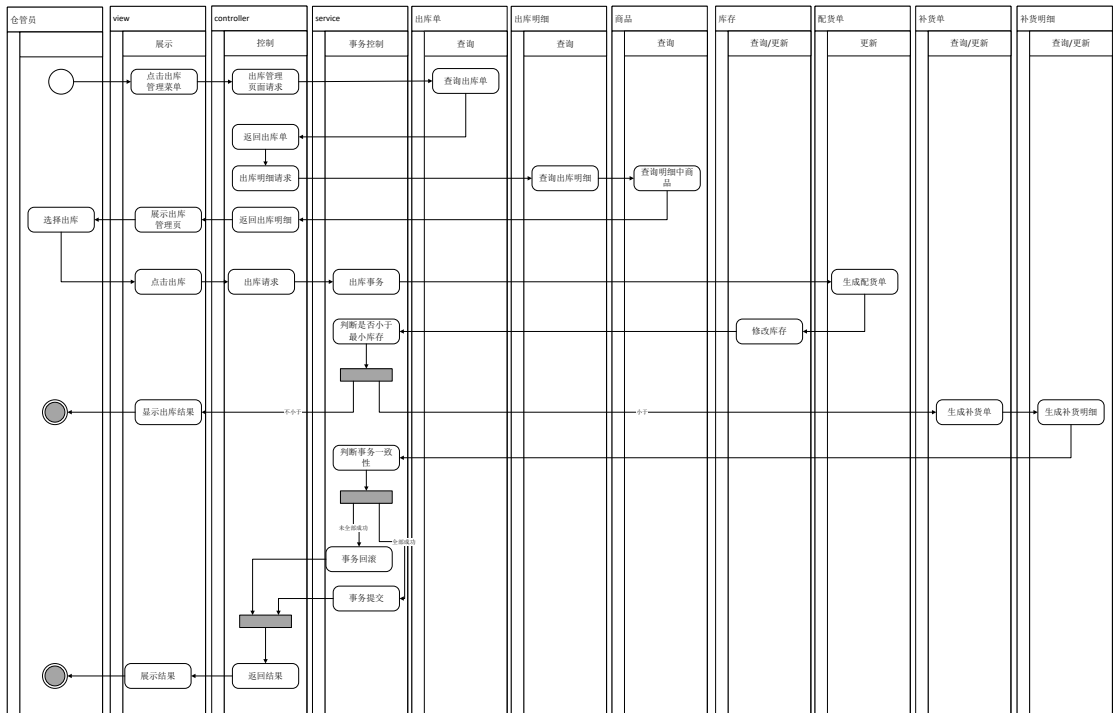 仓管员
view
controller
service
出库单
出库明细
商品
库存
配货单
补货单
补货明细
展示
控制
事务控制
查询
查询
查询
查询/更新
更新
查询/更新
查询/更新
点击出库
管理菜单
出库管理
页面请求
查询出库单
返回出库单
出库明细请求
查询出库明细
查询明细中商
品
选择出库
展示出库
管理页
返回出库明细
点击出库
出库请求
出库事务
生成配货单
判断是否小于
最小库存
修改库存
显示出库结果
不小于
小于
生成补货单
生成补货明细
判断事务一致
性
未全部成功
全部成功
事务回滚
事务提交
展示结果
返回结果